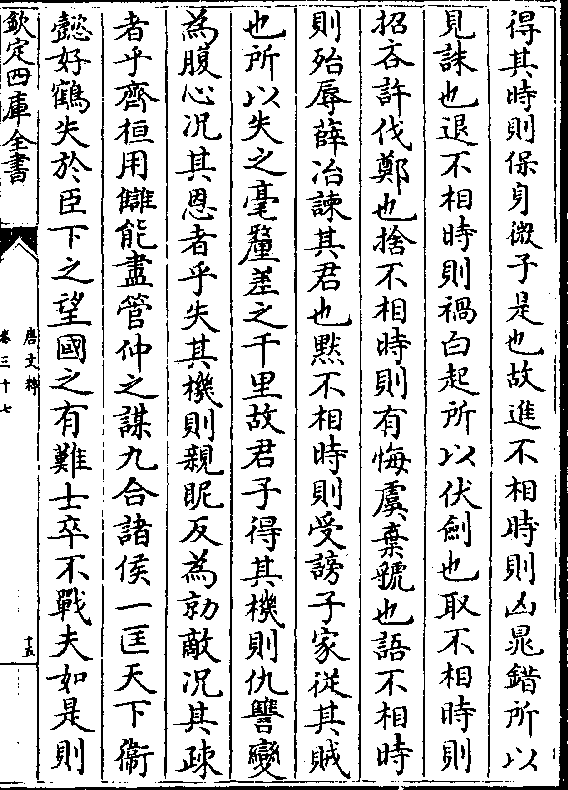 得其時則保身微子是也故進不相時則凶晁錯所以
見誅也退不相時則禍白起所以伏劍也取不相時則
招吝許伐鄭也捨不相時則有悔虞棄虢也語不相時
則殆辱薛冶諫其君也黙不相時則受謗子家從其賊
也所以失之毫釐差之千里故君子得其機則仇讐變
為腹心况其恩者乎失其機則親昵反為勍敵况其疎
者乎齊桓用讎能盡管仲之謀九合諸侯一匡天下衞
懿好鶴失於臣下之望國之有難士卒不戰夫如是則
欽定四庫全書
唐文粹
卷三十七
十五